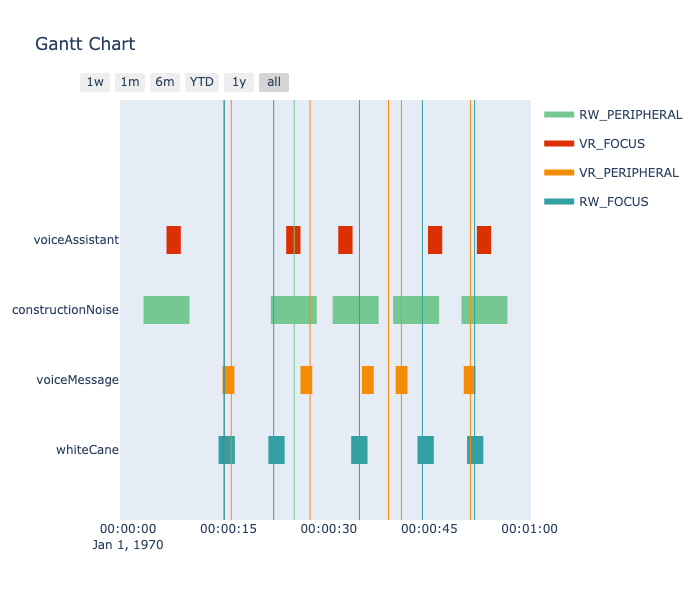 Gantt Chart
1w 1m 6m YTD 1y all
RW_PERIPHERAL
VR_FOCUS
VR_PERIPHERAL
RW_FOCUS
voiceAssistant
constructionNoise
voiceMessage
whiteCane
00:00:00 00:00:15 00:00:30 00:00:45 00:01:00
Jan 1, 1970